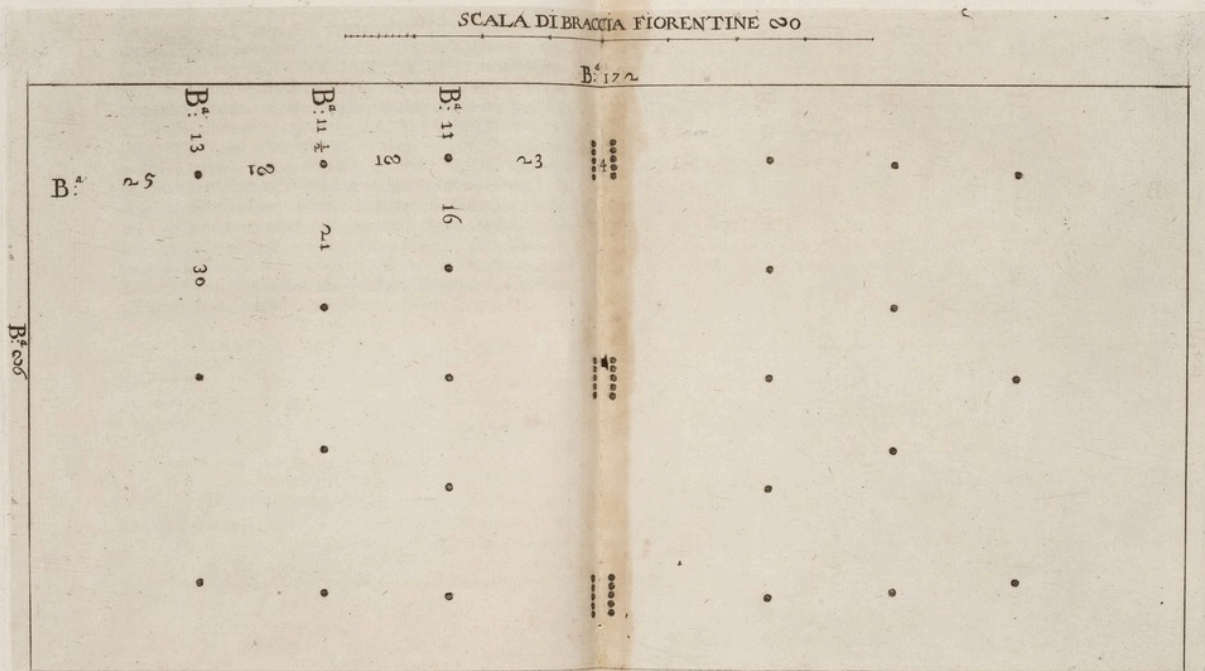 SCALA DI BRACCIA FIORENTINE 80
B.ª 172
B:ª 13
B:ª 11 ½
B:ª 11
B:ª 25
18
18
23
4
30
21
16
B:ª 86